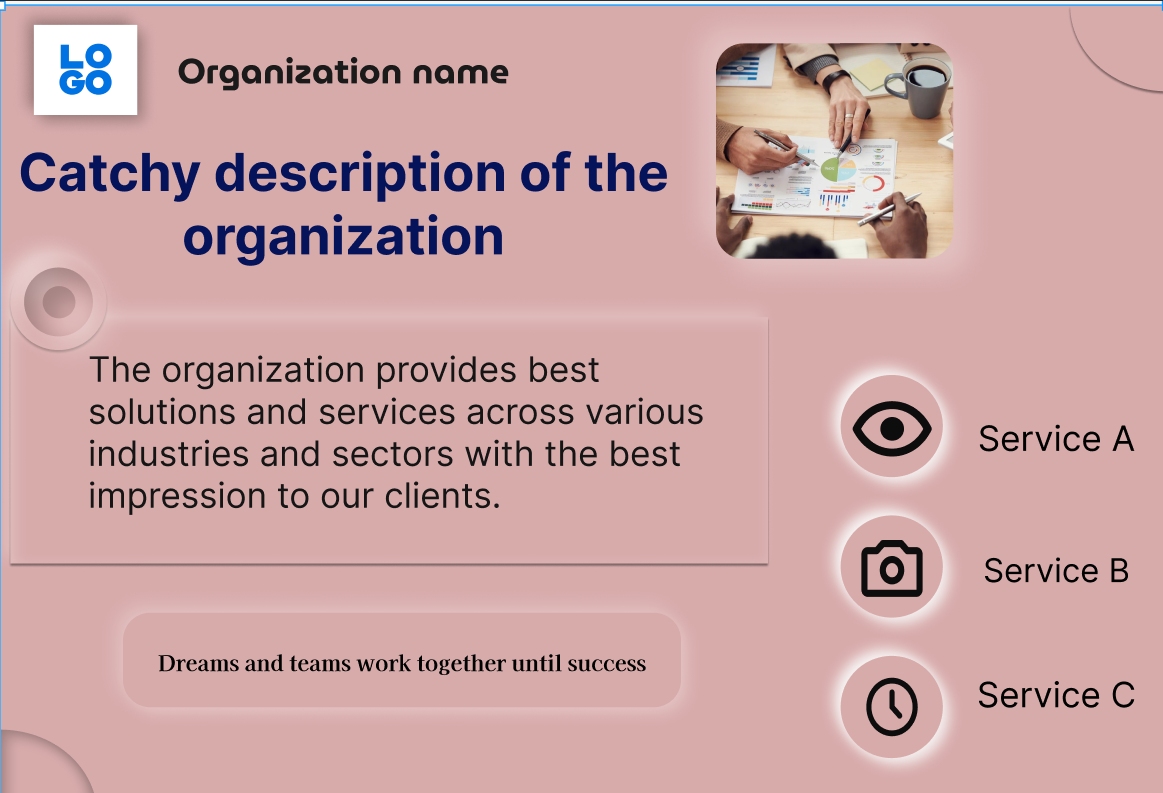 LO
GO
Organization name
Catchy description of the
organization
The organization provides best
solutions and services across various
industries and sectors with the best
impression to our clients.
Service A
Service B
Service C
Dreams and teams work together until success